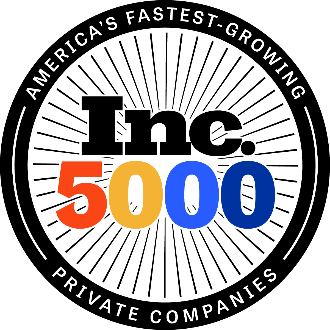 AMERICA'S FASTEST-GROWING
Inc.
5000
PRIVATE COMPANIES